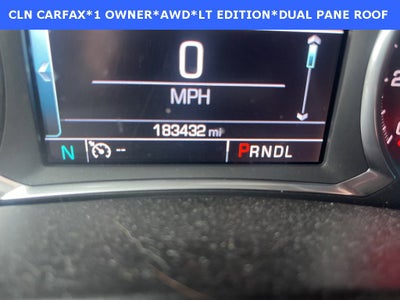 CLN CARFAX*1 OWNER*AWD*LT EDITION*DUAL PANE ROOF
0
MPH
183432 mi
N -- PRNDL